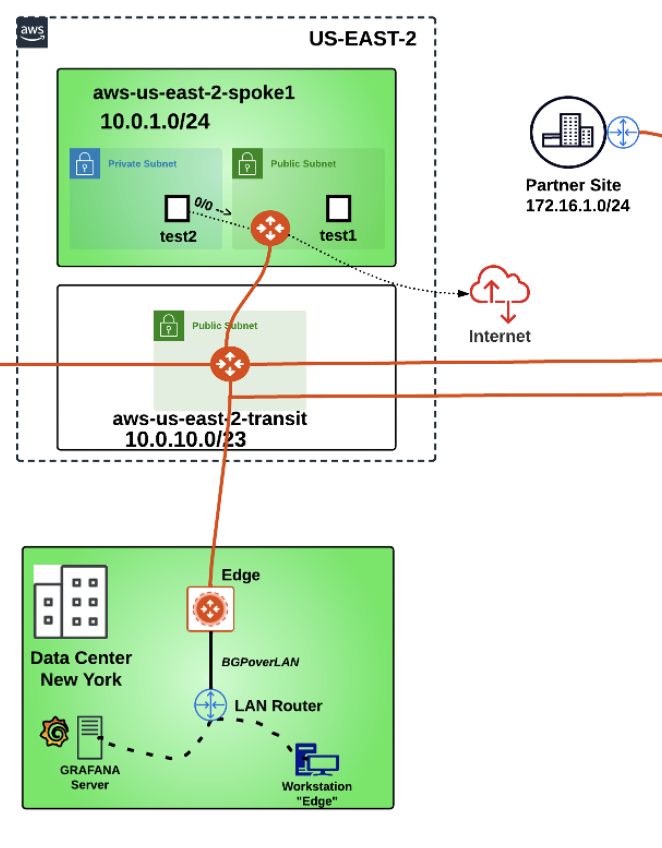 aws
US-EAST-2
aws-us-east-2-spoke1
10.0.1.0/24
Private Subnet
Public Subnet
0/0 -->
test2
test1
Partner Site
172.16.1.0/24
Internet
Public Subnet
aws-us-east-2-transit
10.0.10.0/23
Edge
Data Center
New York
BGPoverLAN
LAN Router
GRAFANA
Server
Workstation
"Edge"